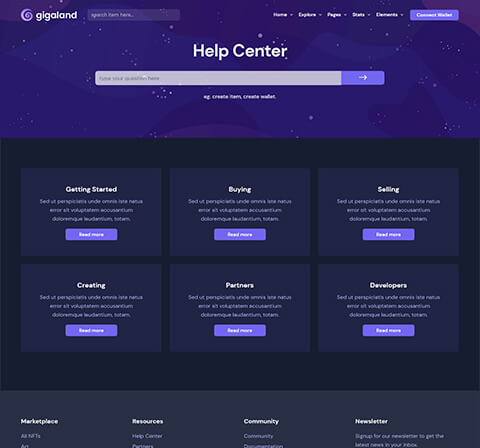 gigaland
search item here...
Home Explore Pages Stats Elements Connect Wallet
Help Center
type your question here
eg. create item, create wallet.
Getting Started
Sed ut perspiciatis unde omnis iste natus
error sit voluptatem accusantium
doloremque laudantium, totam.
Read more
Buying
Sed ut perspiciatis unde omnis iste natus
error sit voluptatem accusantium
doloremque laudantium, totam.
Read more
Selling
Sed ut perspiciatis unde omnis iste natus
error sit voluptatem accusantium
doloremque laudantium, totam.
Read more
Creating
Sed ut perspiciatis unde omnis iste natus
error sit voluptatem accusantium
doloremque laudantium, totam.
Read more
Partners
Sed ut perspiciatis unde omnis iste natus
error sit voluptatem accusantium
doloremque laudantium, totam.
Read more
Developers
Sed ut perspiciatis unde omnis iste natus
error sit voluptatem accusantium
doloremque laudantium, totam.
Read more
Marketplace
All NFTs
Art
Resources
Help Center
Partners
Community
Community
Documentation
Newsletter
Signup for our newsletter to get the
latest news in your inbox.